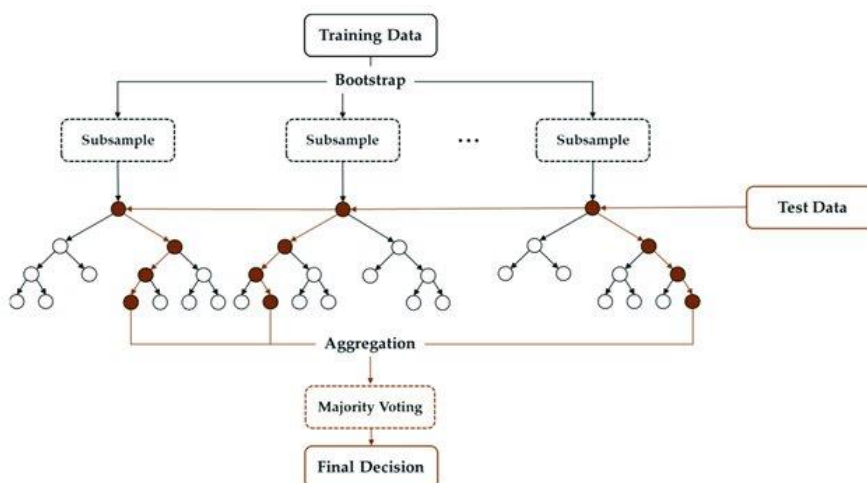 Training Data
Bootstrap
Subsample
Subsample
...
Subsample
Test Data
Aggregation
Majority Voting
Final Decision